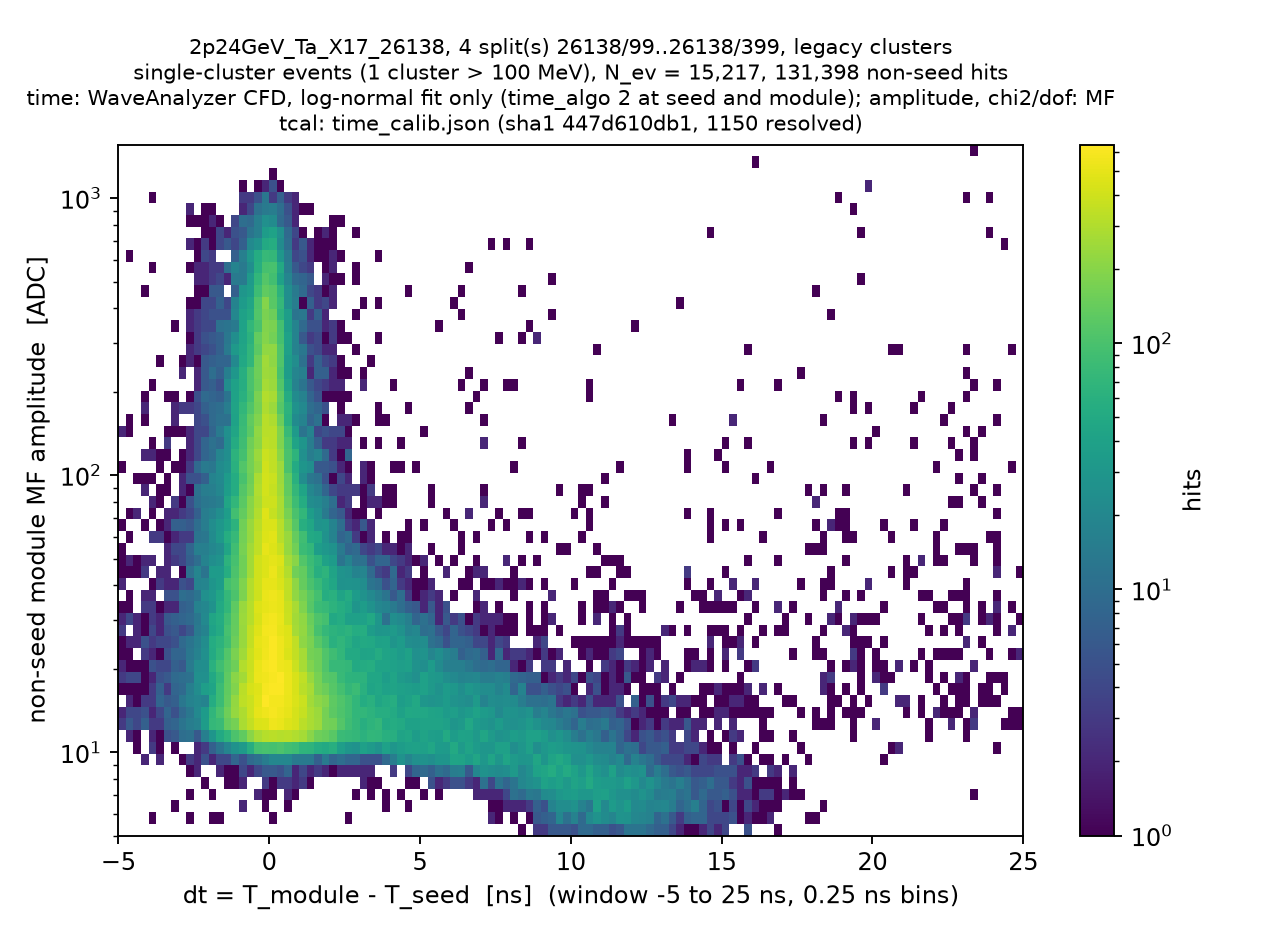 2p24GeV_Ta_X17_26138, 4 split(s) 26138/99..26138/399, legacy clusters
single-cluster events (1 cluster > 100 MeV), N_ev = 15,217, 131,398 non-seed hits
time: WaveAnalyzer CFD, log-normal fit only (time_algo 2 at seed and module); amplitude, chi2/dof: MF
tcal: time_calib.json (sha1 447d610db1, 1150 resolved)
non-seed module MF amplitude [ADC]
10³
10²
10¹
−5 0 5 10 15 20 25
dt = T_module - T_seed [ns] (window -5 to 25 ns, 0.25 ns bins)
10²
10¹
10⁰
hits